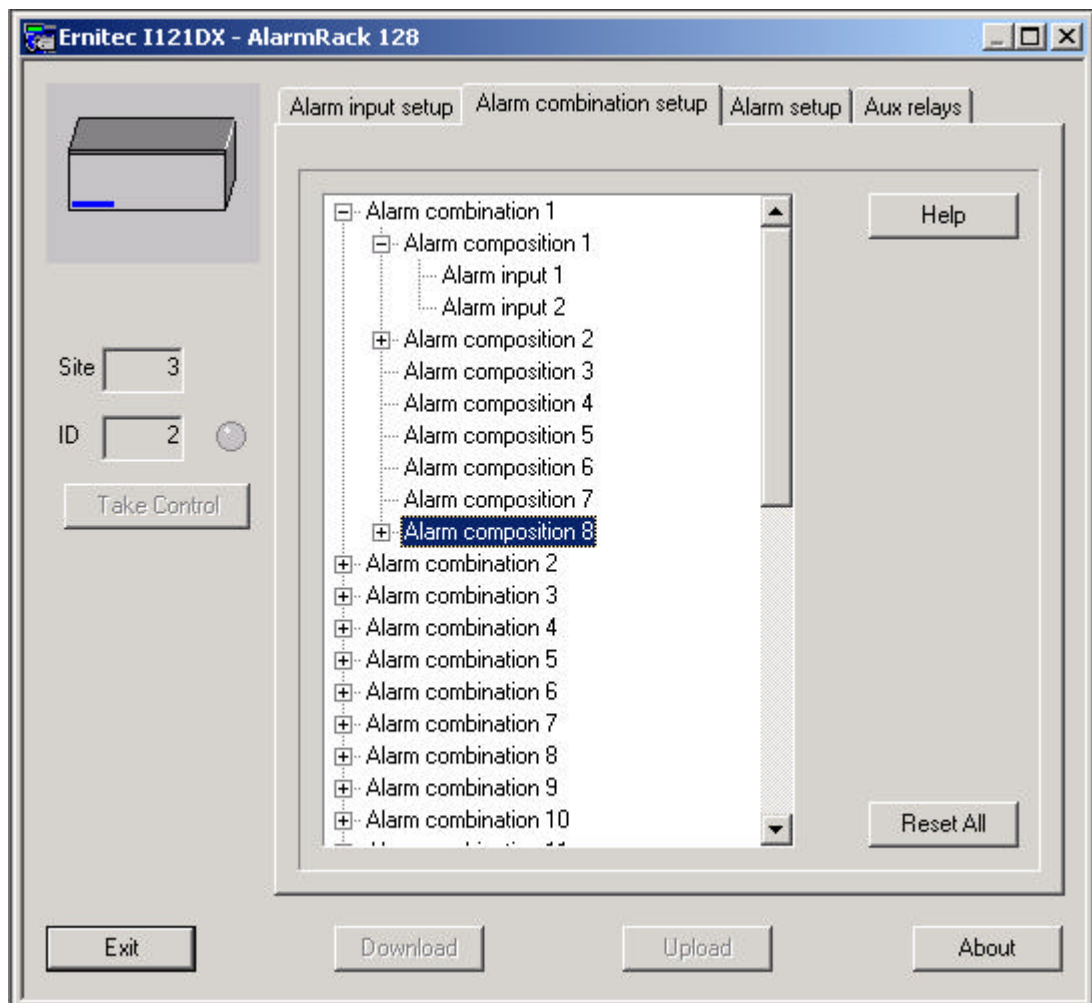 Ernitec I121DX - AlarmRack 128
Alarm input setup
Alarm combination setup
Alarm setup
Aux relays
Alarm combination 1
Alarm composition 1
Alarm input 1
Alarm input 2
Alarm composition 2
Alarm composition 3
Alarm composition 4
Alarm composition 5
Alarm composition 6
Alarm composition 7
Alarm composition 8
Alarm combination 2
Alarm combination 3
Alarm combination 4
Alarm combination 5
Alarm combination 6
Alarm combination 7
Alarm combination 8
Alarm combination 9
Alarm combination 10
Help
Reset All
Site 3
ID 2
Take Control
Exit
Download
Upload
About